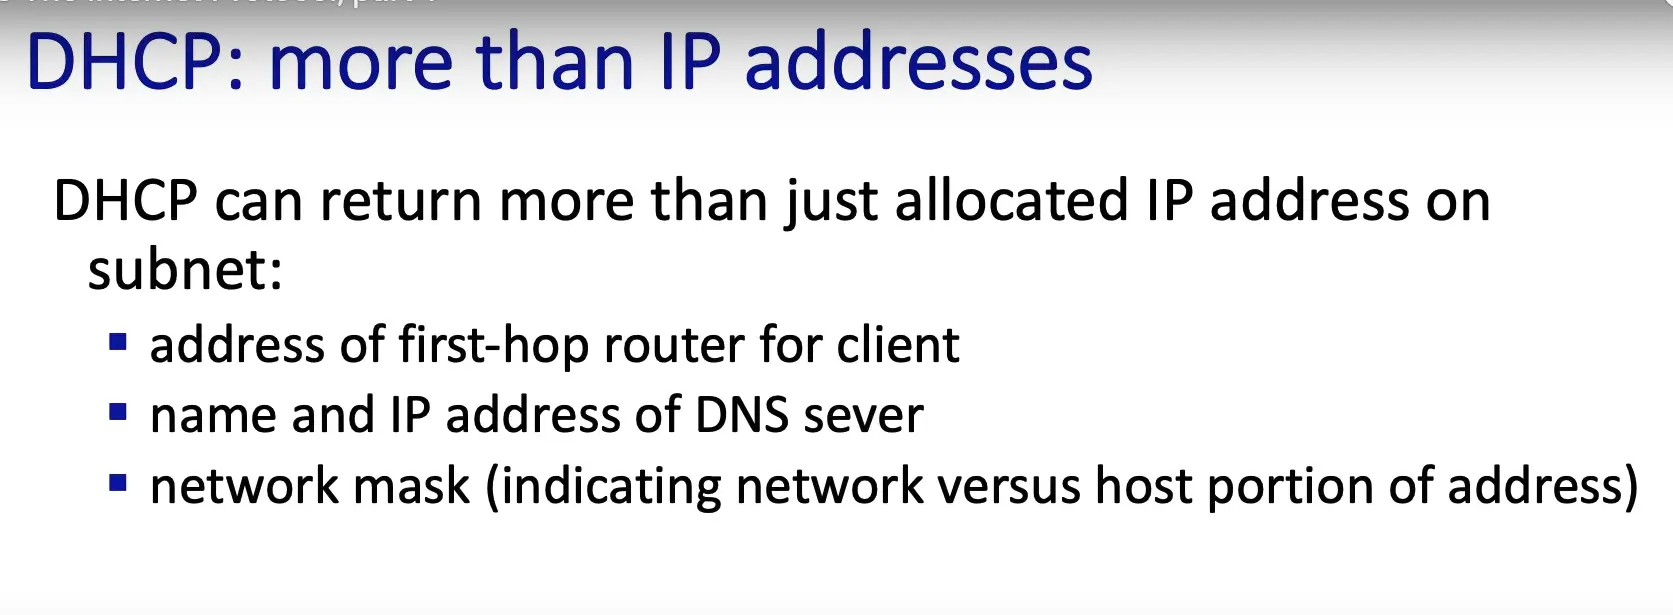 DHCP: more than IP addresses
DHCP can return more than just allocated IP address on
subnet:
▪ address of first-hop router for client
▪ name and IP address of DNS sever
▪ network mask (indicating network versus host portion of address)